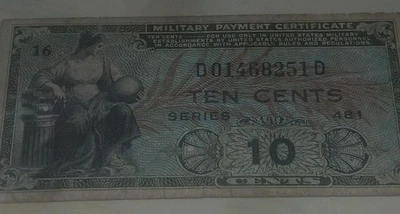 MILITARY PAYMENT CERTIFICATE
TEN CENTS — FOR USE ONLY IN UNITED STATES MILITARY
ESTABLISHMENTS BY UNITED STATES AUTHORIZED PERSONNEL
IN ACCORDANCE WITH APPLICABLE RULES AND REGULATIONS.
16
D01468251D
TEN CENTS
SERIES 481
10
CENTS